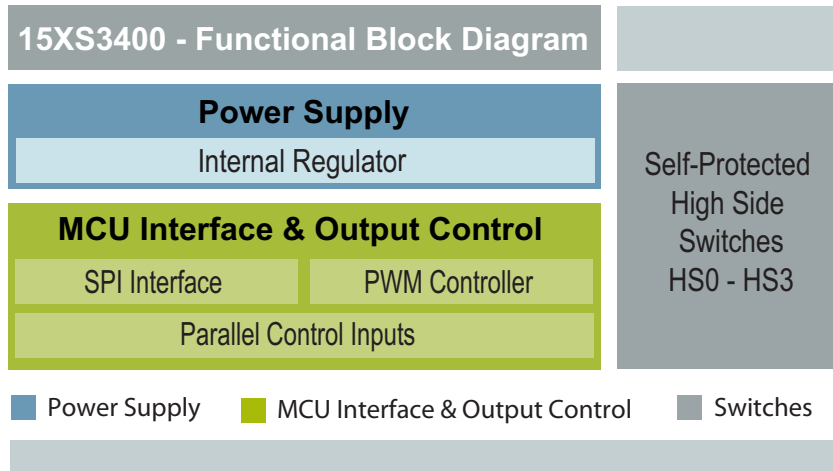 15XS3400 - Functional Block Diagram
Power Supply
Internal Regulator
MCU Interface & Output Control
SPI Interface
PWM Controller
Parallel Control Inputs
Self-Protected
High Side
Switches
HS0 - HS3
Power Supply
MCU Interface & Output Control
Switches